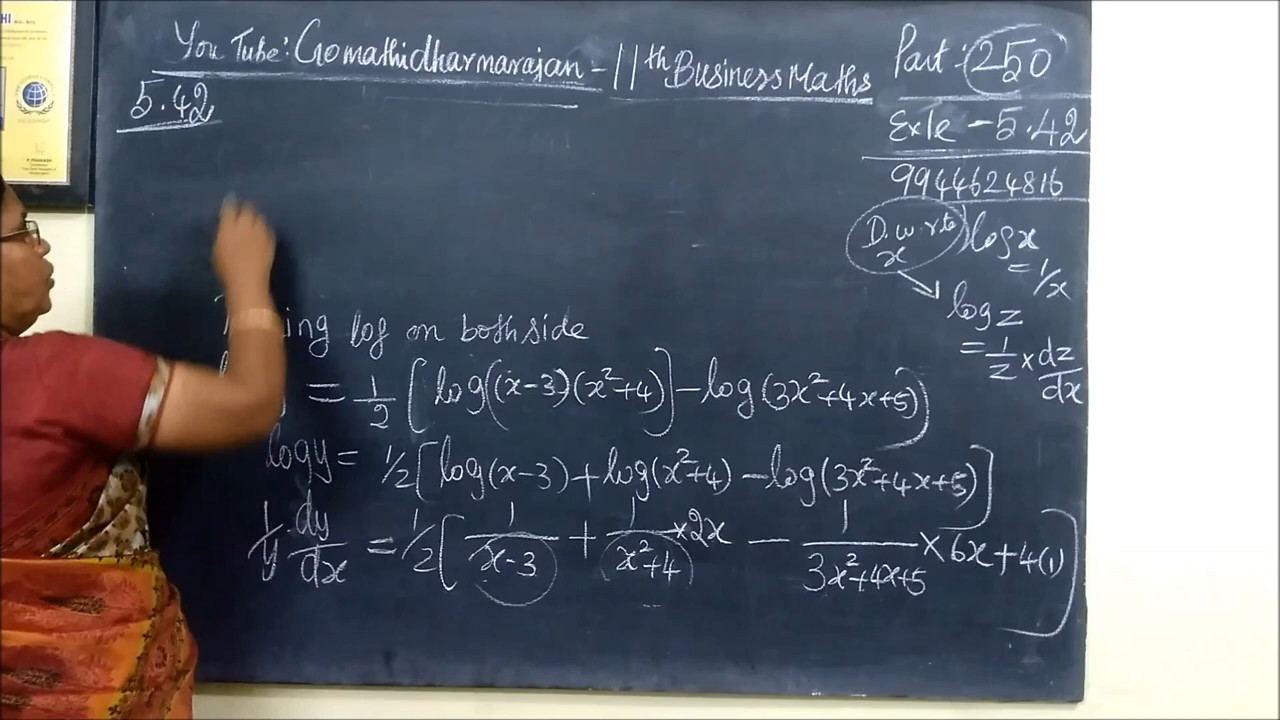 You Tube: Gomathidharmarajan - 11th Business Maths
Part : 250
5.42
Exle - 5.42
9944624816
D.w.r.to x
log x
= 1/x
log z
= 1/z × dz/dx
ing log on both side
= 1/2 [log((x-3)(x²+4)] - log(3x²+4x+5)]
log y = 1/2 [log(x-3) + log(x²+4) - log(3x²+4x+5)]
1/y dy/dx = 1/2 [1/(x-3) + 1/(x²+4) × 2x - 1/(3x²+4x+5) × 6x+4(1)]